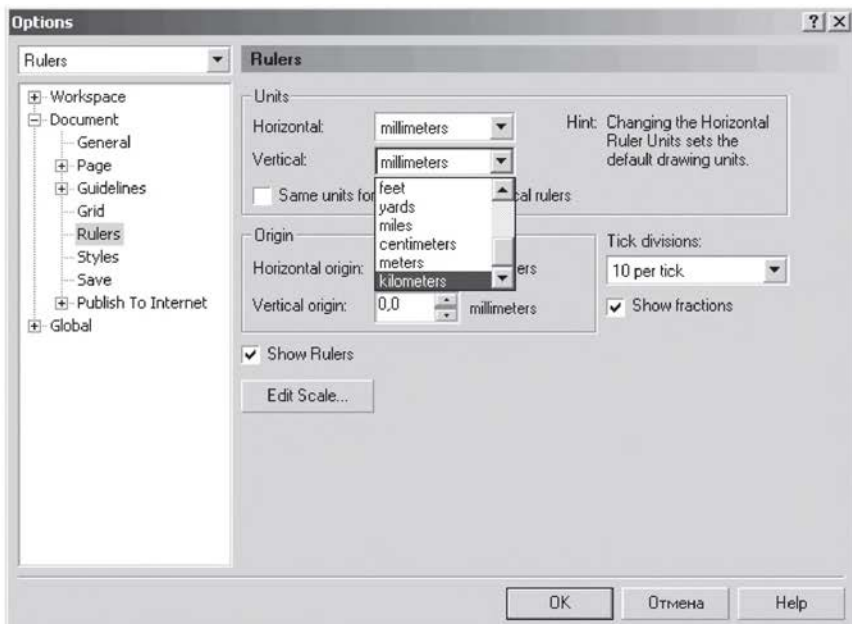 Options
Rulers
Workspace
Document
General
Page
Guidelines
Grid
Rulers
Styles
Save
Publish To Internet
Global
Rulers
Units
Horizontal: millimeters
Vertical: millimeters
Hint: Changing the Horizontal
Ruler Units sets the
default drawing units.
Same units for cal rulers
feet
yards
miles
centimeters
meters
kilometers
Origin
Horizontal origin: ers
Vertical origin: 0,0 millimeters
Tick divisions:
10 per tick
Show fractions
Show Rulers
Edit Scale...
OK Отмена Help